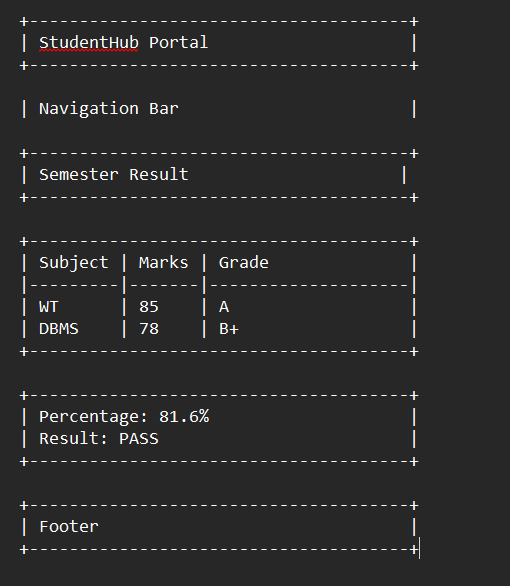 +--------------------------------------+
| StudentHub Portal                    |
+--------------------------------------+
| Navigation Bar                       |
+--------------------------------------+
| Semester Result                     |
+--------------------------------------+
+--------------------------------------+
| Subject | Marks | Grade              |
|---------|-------|--------------------|
| WT      | 85    | A                  |
| DBMS    | 78    | B+                 |
+--------------------------------------+
+--------------------------------------+
| Percentage: 81.6%                    |
| Result: PASS                         |
+--------------------------------------+
+--------------------------------------+
| Footer                               |
+--------------------------------------+